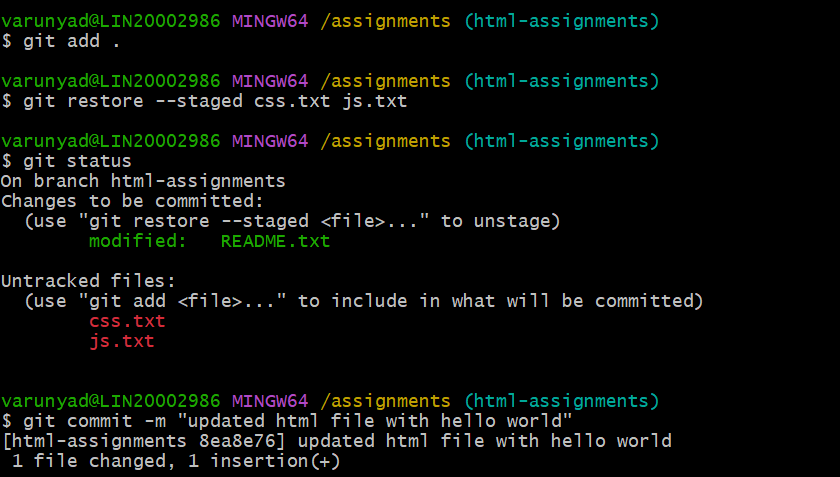 varunyad@LIN20002986 MINGW64 /assignments (html-assignments)
$ git add .
varunyad@LIN20002986 MINGW64 /assignments (html-assignments)
$ git restore --staged css.txt js.txt
varunyad@LIN20002986 MINGW64 /assignments (html-assignments)
$ git status
On branch html-assignments
Changes to be committed:
  (use "git restore --staged <file>..." to unstage)
        modified:   README.txt
Untracked files:
  (use "git add <file>..." to include in what will be committed)
        css.txt
        js.txt
varunyad@LIN20002986 MINGW64 /assignments (html-assignments)
$ git commit -m "updated html file with hello world"
[html-assignments 8ea8e76] updated html file with hello world
 1 file changed, 1 insertion(+)